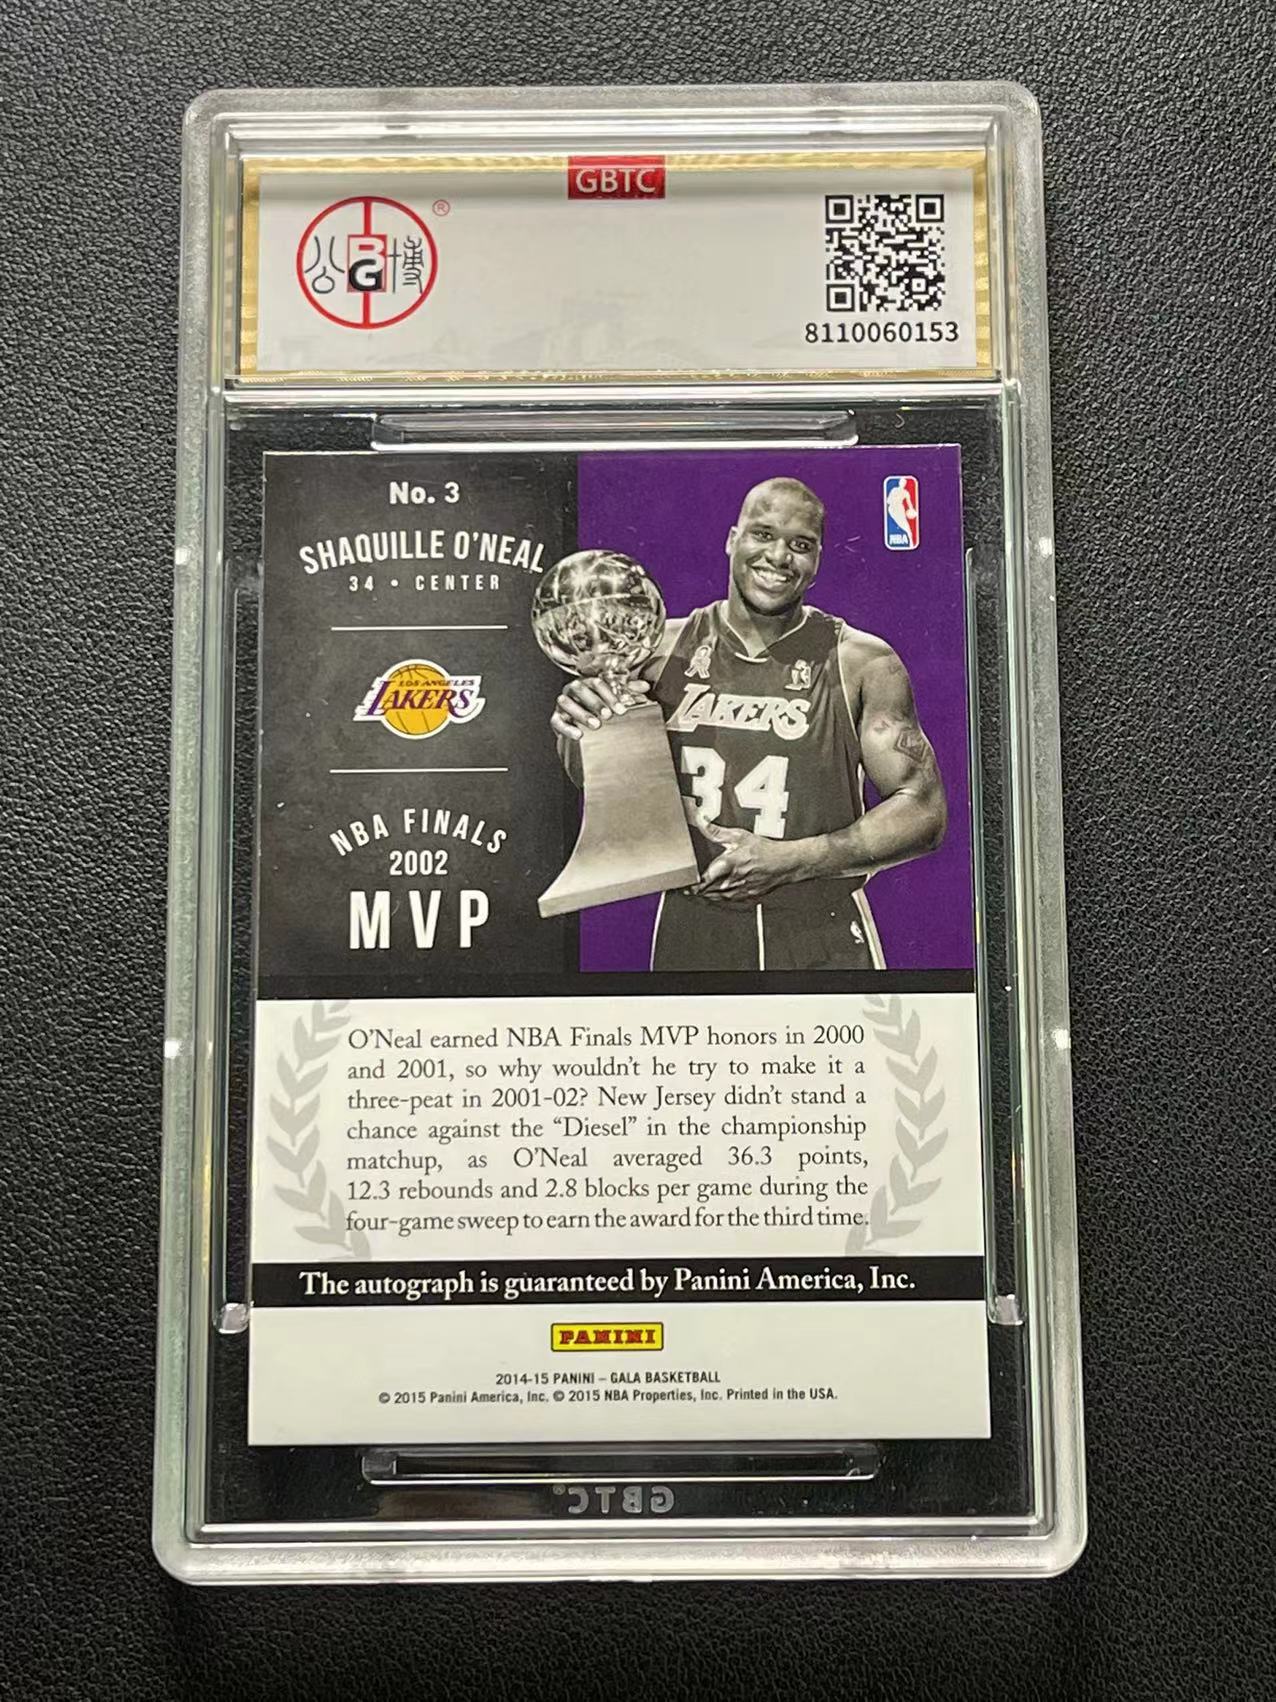 GBTC
公 BG 博 ®
8110060153
No. 3
SHAQUILLE O'NEAL
34 • CENTER
NBA
LOS ANGELES
LAKERS
LAKERS
34
NBA FINALS
2002
MVP
O'Neal earned NBA Finals MVP honors in 2000
and 2001, so why wouldn't he try to make it a
three-peat in 2001-02? New Jersey didn't stand a
chance against the “Diesel” in the championship
matchup, as O'Neal averaged 36.3 points,
12.3 rebounds and 2.8 blocks per game during the
four-game sweep to earn the award for the third time.
The autograph is guaranteed by Panini America, Inc.
PANINI
2014-15 PANINI – GALA BASKETBALL
© 2015 Panini America, Inc. © 2015 NBA Properties, Inc. Printed in the USA.
GBTC®